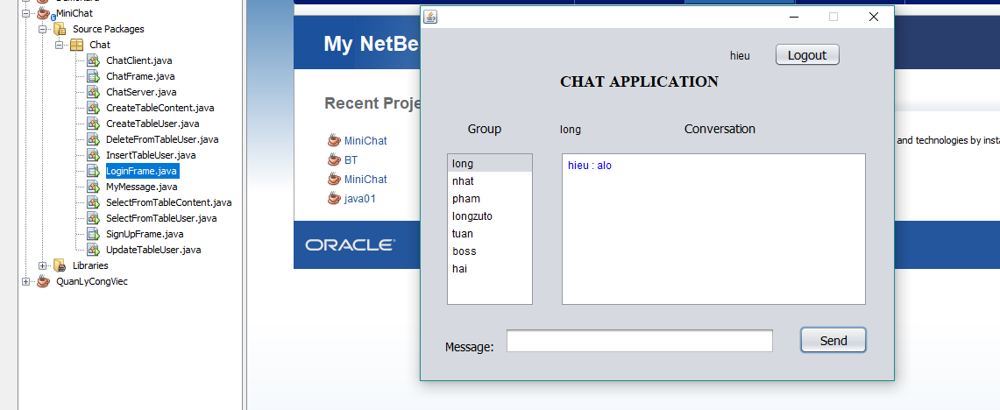 MiniChat
Source Packages
Chat
ChatClient.java
ChatFrame.java
ChatServer.java
CreateTableContent.java
CreateTableUser.java
DeleteFromTableUser.java
InsertTableUser.java
LoginFrame.java
MyMessage.java
SelectFromTableContent.java
SelectFromTableUser.java
SignUpFrame.java
UpdateTableUser.java
Libraries
QuanLyCongViec
My NetBe
Recent Proje
MiniChat
BT
MiniChat
java01
ORACLE
and technologies by insta
hieu
Logout
CHAT APPLICATION
Group
long
Conversation
long
nhat
pham
longzuto
tuan
boss
hai
hieu : alo
Message:
Send